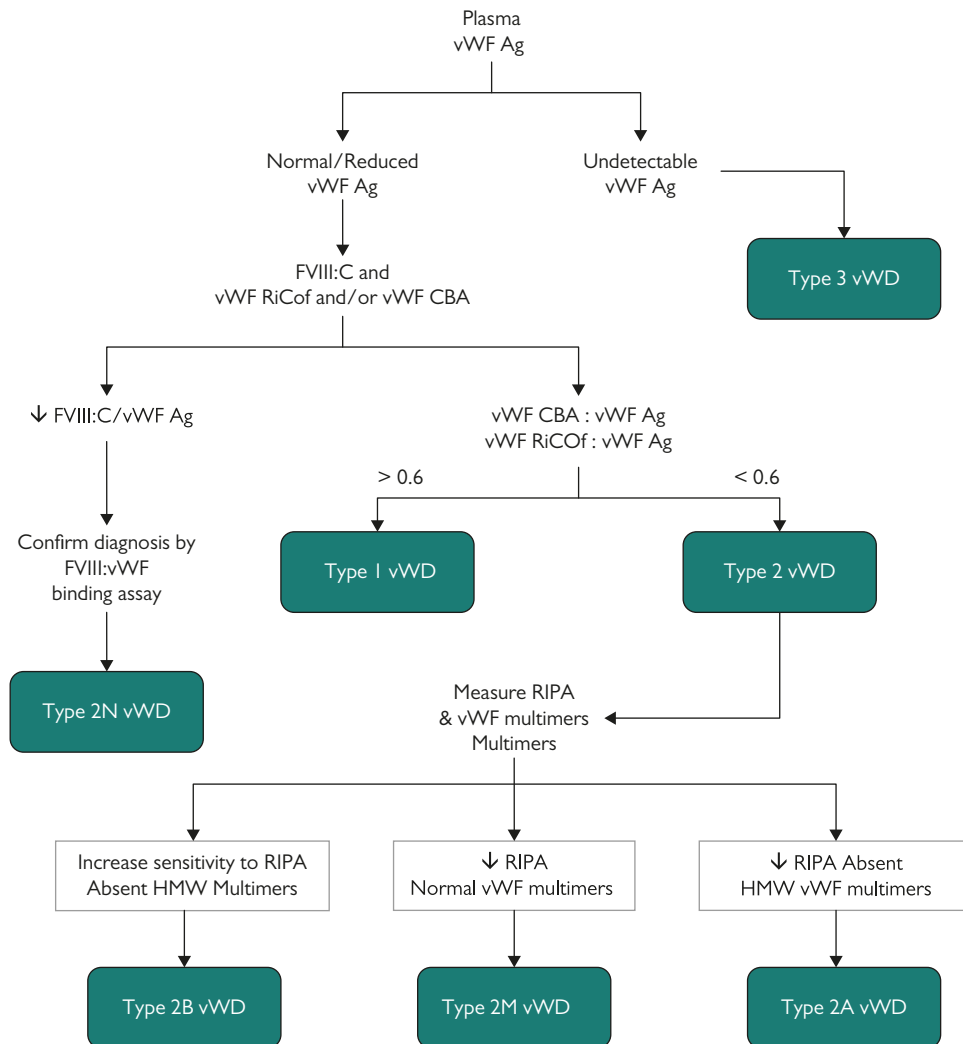 Plasma
vWF Ag
Normal/Reduced
vWF Ag
Undetectable
vWF Ag
Type 3 vWD
FVIII:C and
vWF RiCof and/or vWF CBA
↓ FVIII:C/vWF Ag
vWF CBA : vWF Ag
vWF RiCOf : vWF Ag
> 0.6
< 0.6
Confirm diagnosis by
FVIII:vWF
binding assay
Type 1 vWD
Type 2 vWD
Type 2N vWD
Measure RIPA
& vWF multimers
Multimers
Increase sensitivity to RIPA
Absent HMW Multimers
↓ RIPA
Normal vWF multimers
↓ RIPA Absent
HMW vWF multimers
Type 2B vWD
Type 2M vWD
Type 2A vWD